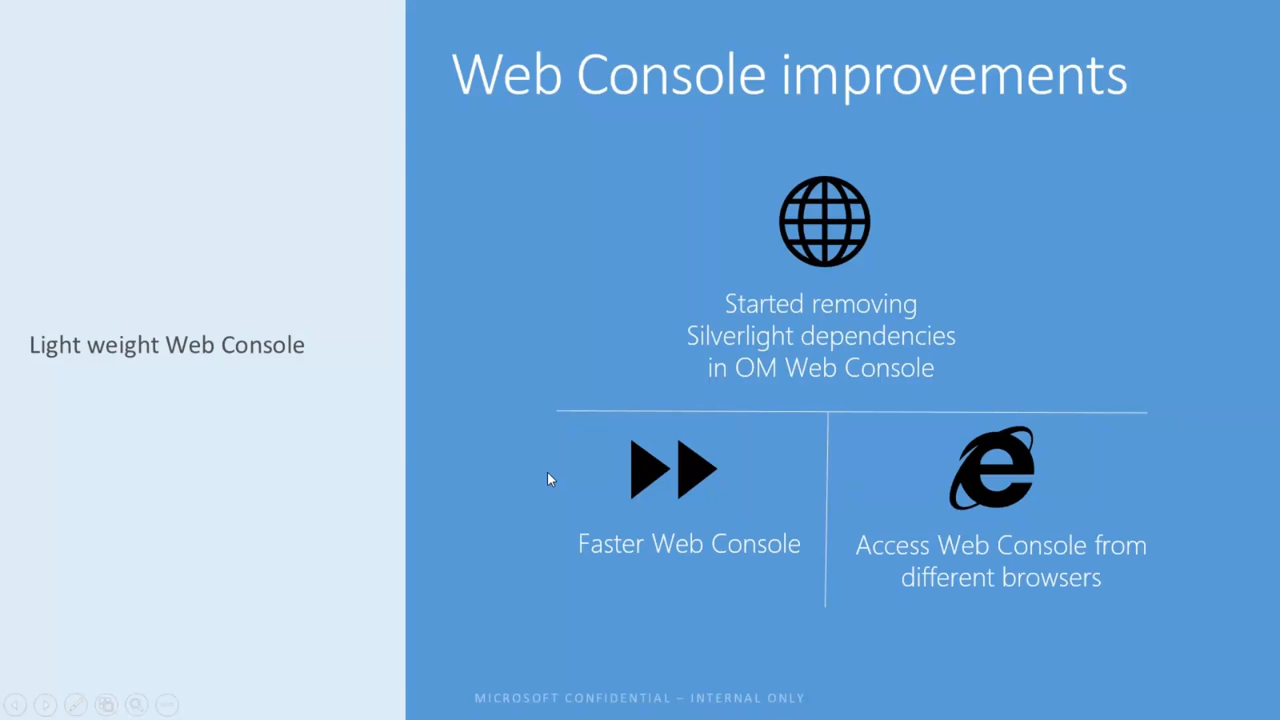 Web Console improvements
Light weight Web Console
Started removing
Silverlight dependencies
in OM Web Console
Faster Web Console
Access Web Console from
different browsers
MICROSOFT CONFIDENTIAL – INTERNAL ONLY